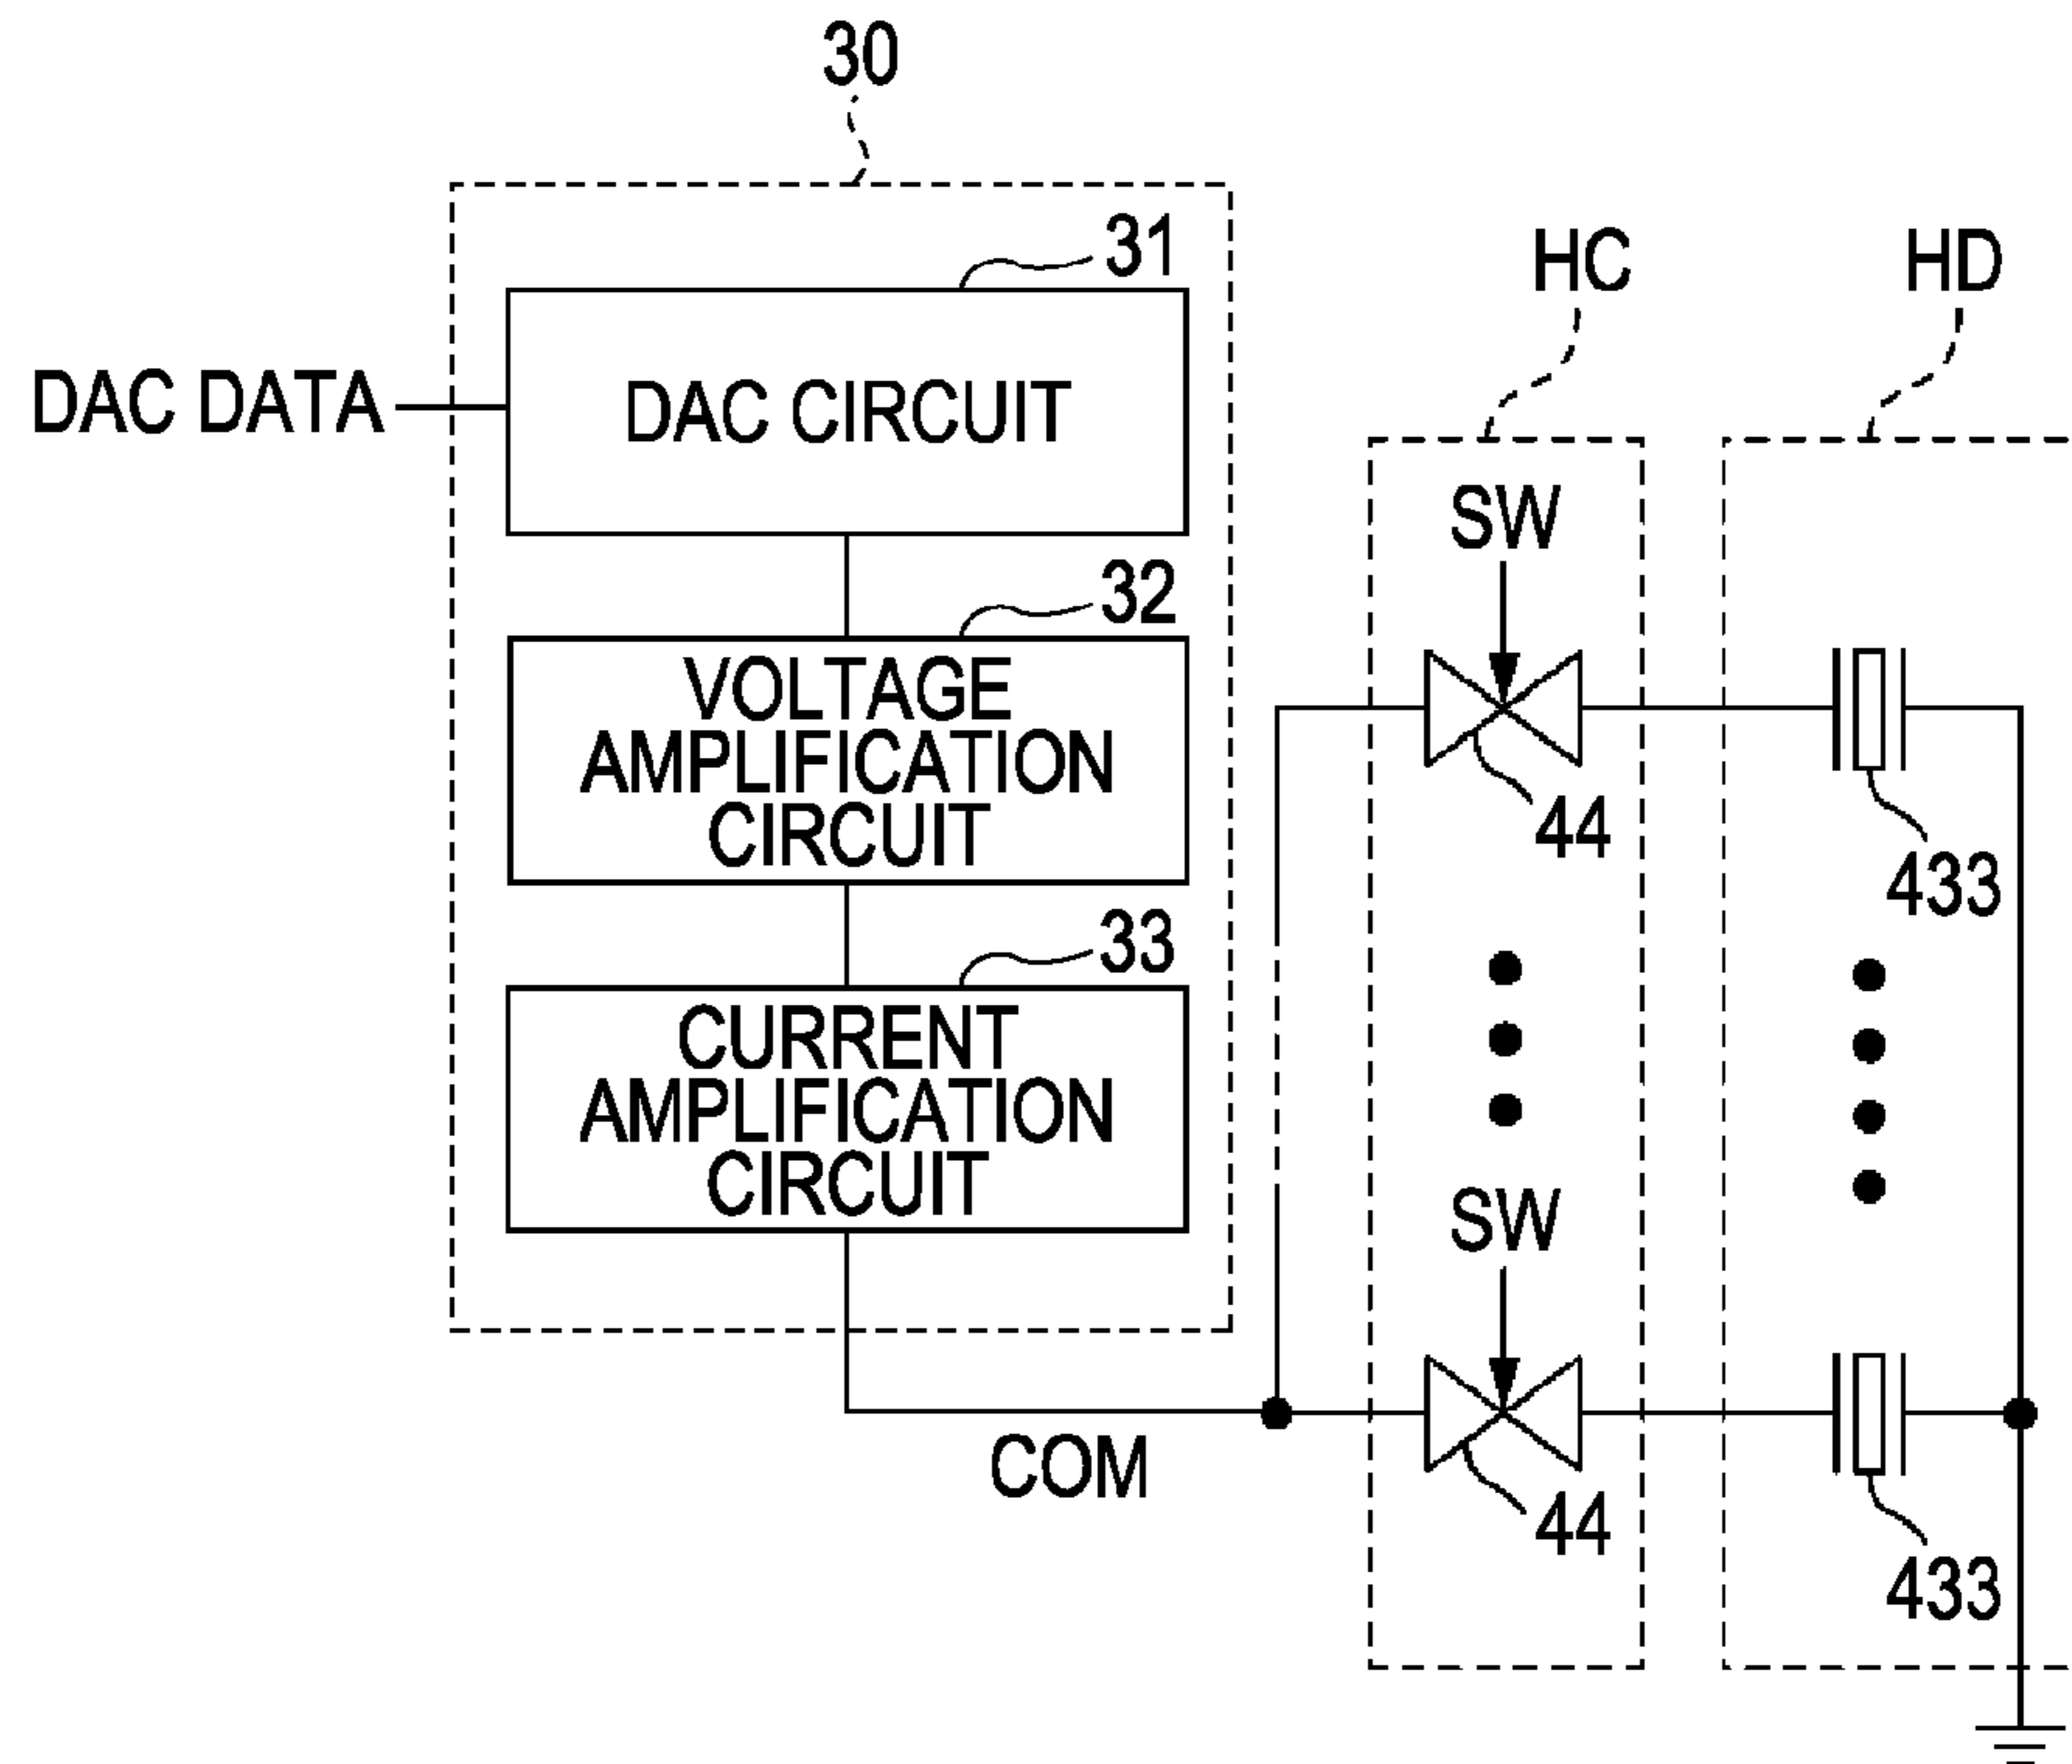 30
31
HC
HD
DAC DATA
DAC CIRCUIT
SW
32
VOLTAGE
AMPLIFICATION
CIRCUIT
44
433
33
CURRENT
AMPLIFICATION
CIRCUIT
SW
COM
44
433